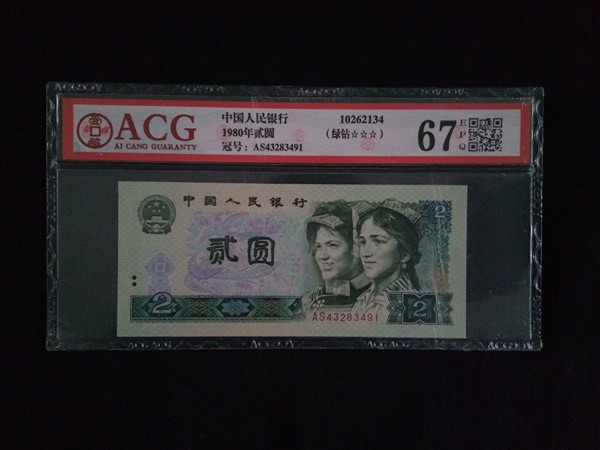 ACG
AI CANG GUARANTY
中国人民银行
1980年贰圆
冠号：AS43283491
10262134
（绿钻☆☆☆）
67
E
P
Q
中国人民银行
贰圆
2
2
2
AS43283491